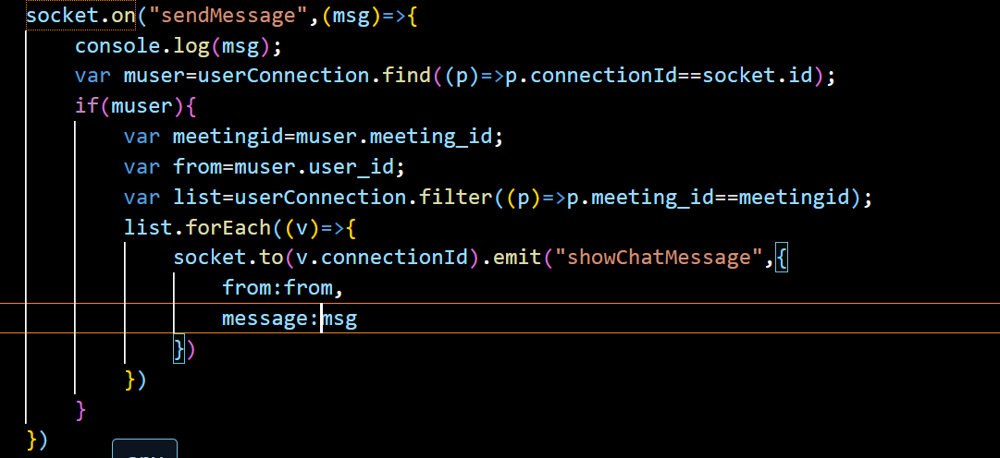 socket.on("sendMessage",(msg)=>{
console.log(msg);
var muser=userConnection.find((p)=>p.connectionId==socket.id);
if(muser){
var meetingid=muser.meeting_id;
var from=muser.user_id;
var list=userConnection.filter((p)=>p.meeting_id==meetingid);
list.forEach((v)=>{
socket.to(v.connectionId).emit("showChatMessage",{
from:from,
message:msg
})
})
}
})